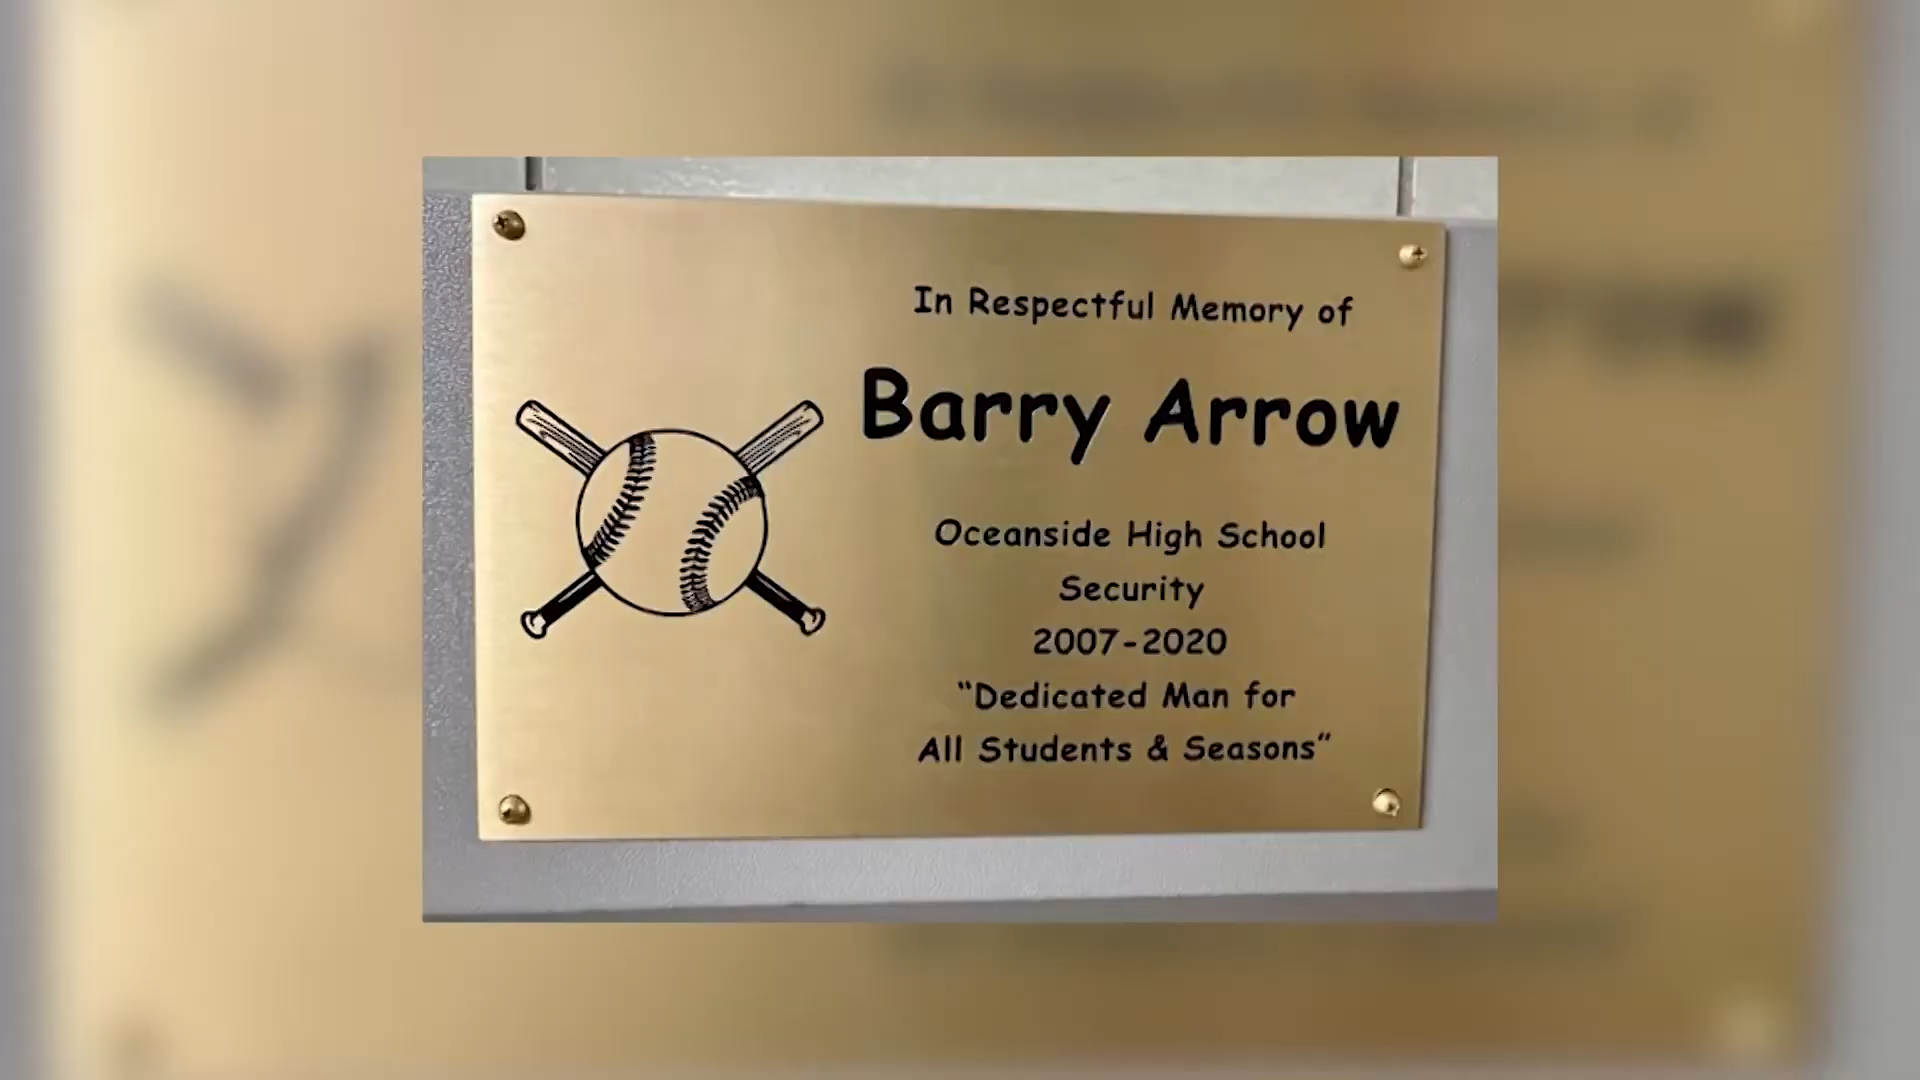 In Respectful Memory of
Barry Arrow
Oceanside High School
Security
2007-2020
“Dedicated Man for
All Students & Seasons”